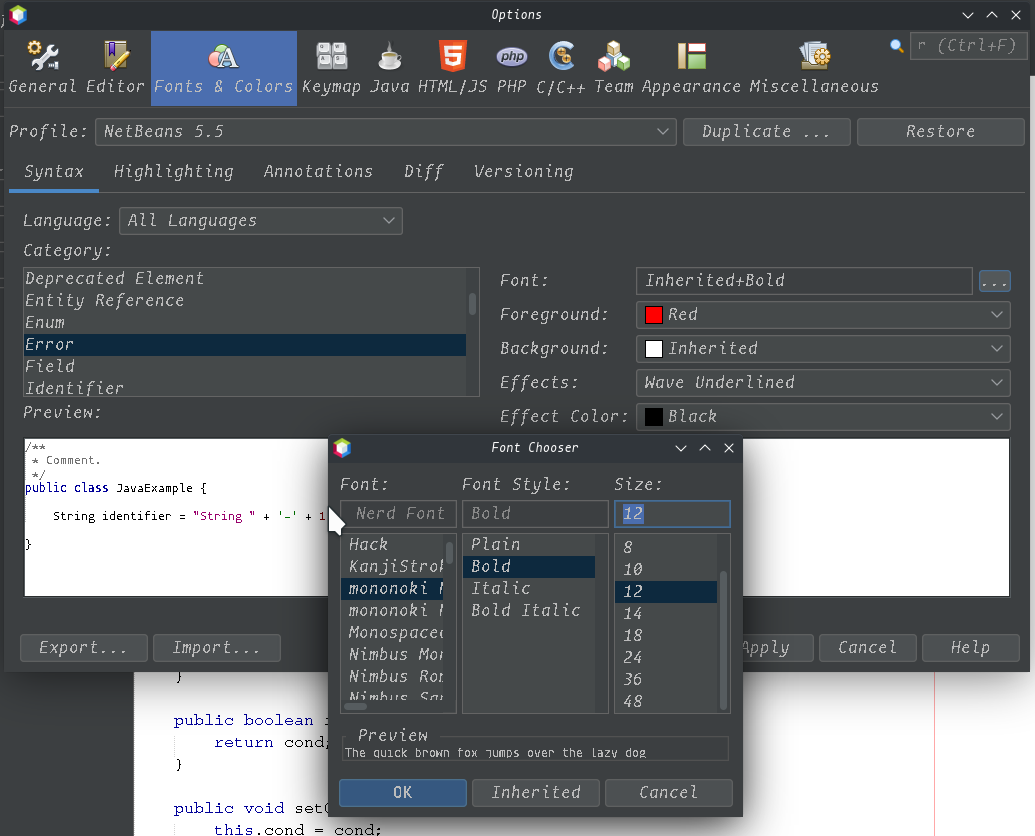 Options
General Editor Fonts & Colors Keymap Java HTML/JS PHP C/C++ Team Appearance Miscellaneous
r (Ctrl+F)
Profile: NetBeans 5.5 Duplicate ... Restore
Syntax Highlighting Annotations Diff Versioning
Language: All Languages
Category:
Deprecated Element
Entity Reference
Enum
Error
Field
Identifier
Font: Inherited+Bold ...
Foreground: Red
Background: Inherited
Effects: Wave Underlined
Effect Color: Black
Preview:
/**
* Comment.
*/
public class JavaExample {
String identifier = "String " + '-' + 1
}
Export... Import... Apply Cancel Help
Font Chooser
Font: Font Style: Size:
Nerd Font Bold 12
Hack
KanjiStrok
mononoki
mononoki
Monospaced
Nimbus Mon
Nimbus Rom
Nimbus San
Plain
Bold
Italic
Bold Italic
8
10
12
14
18
24
36
48
Preview
The quick brown fox jumps over the lazy dog
OK Inherited Cancel
}
public boolean
return cond;
}
public void set
this.cond = cond;